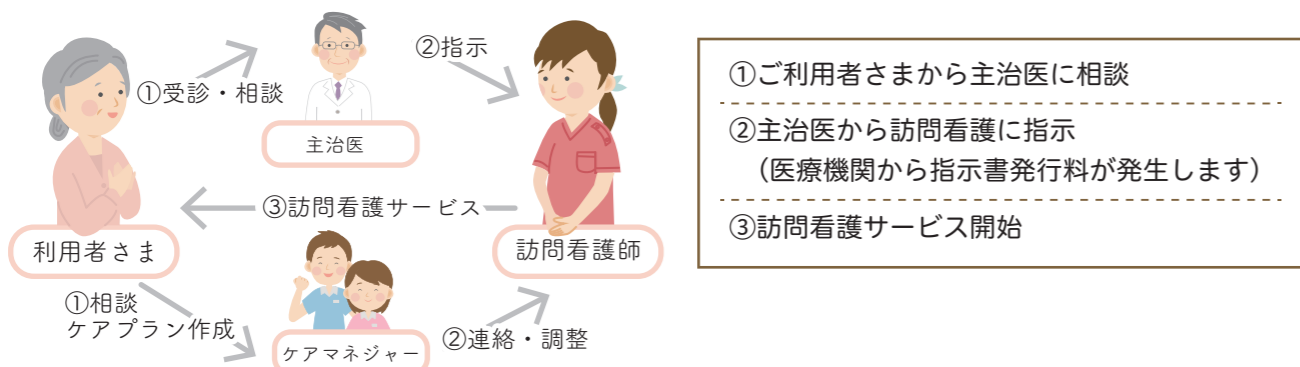 ①受診・相談
②指示
主治医
③訪問看護サービス
利用者さま
訪問看護師
①相談
ケアプラン作成
ケアマネジャー
②連絡・調整
①ご利用者さまから主治医に相談
②主治医から訪問看護に指示
（医療機関から指示書発行料が発生します）
③訪問看護サービス開始